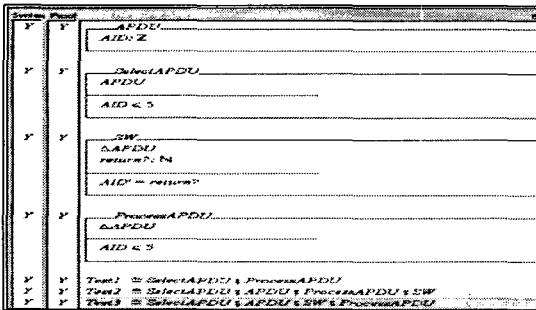 Syntax Proof
Y Y APDU
AID: ℤ
Y Y SelectAPDU
APDU
AID < 5
Y Y SW
ΔAPDU
return?: ℕ
AID' = return?
Y Y ProcessAPDU
ΔAPDU
AID < 5
Y Y Test1 ≙ SelectAPDU ⨾ ProcessAPDU
Y Y Test2 ≙ SelectAPDU ⨾ APDU ⨾ ProcessAPDU ⨾ SW
Y Y Test3 ≙ SelectAPDU ⨾ APDU ⨾ SW ⨾ ProcessAPDU